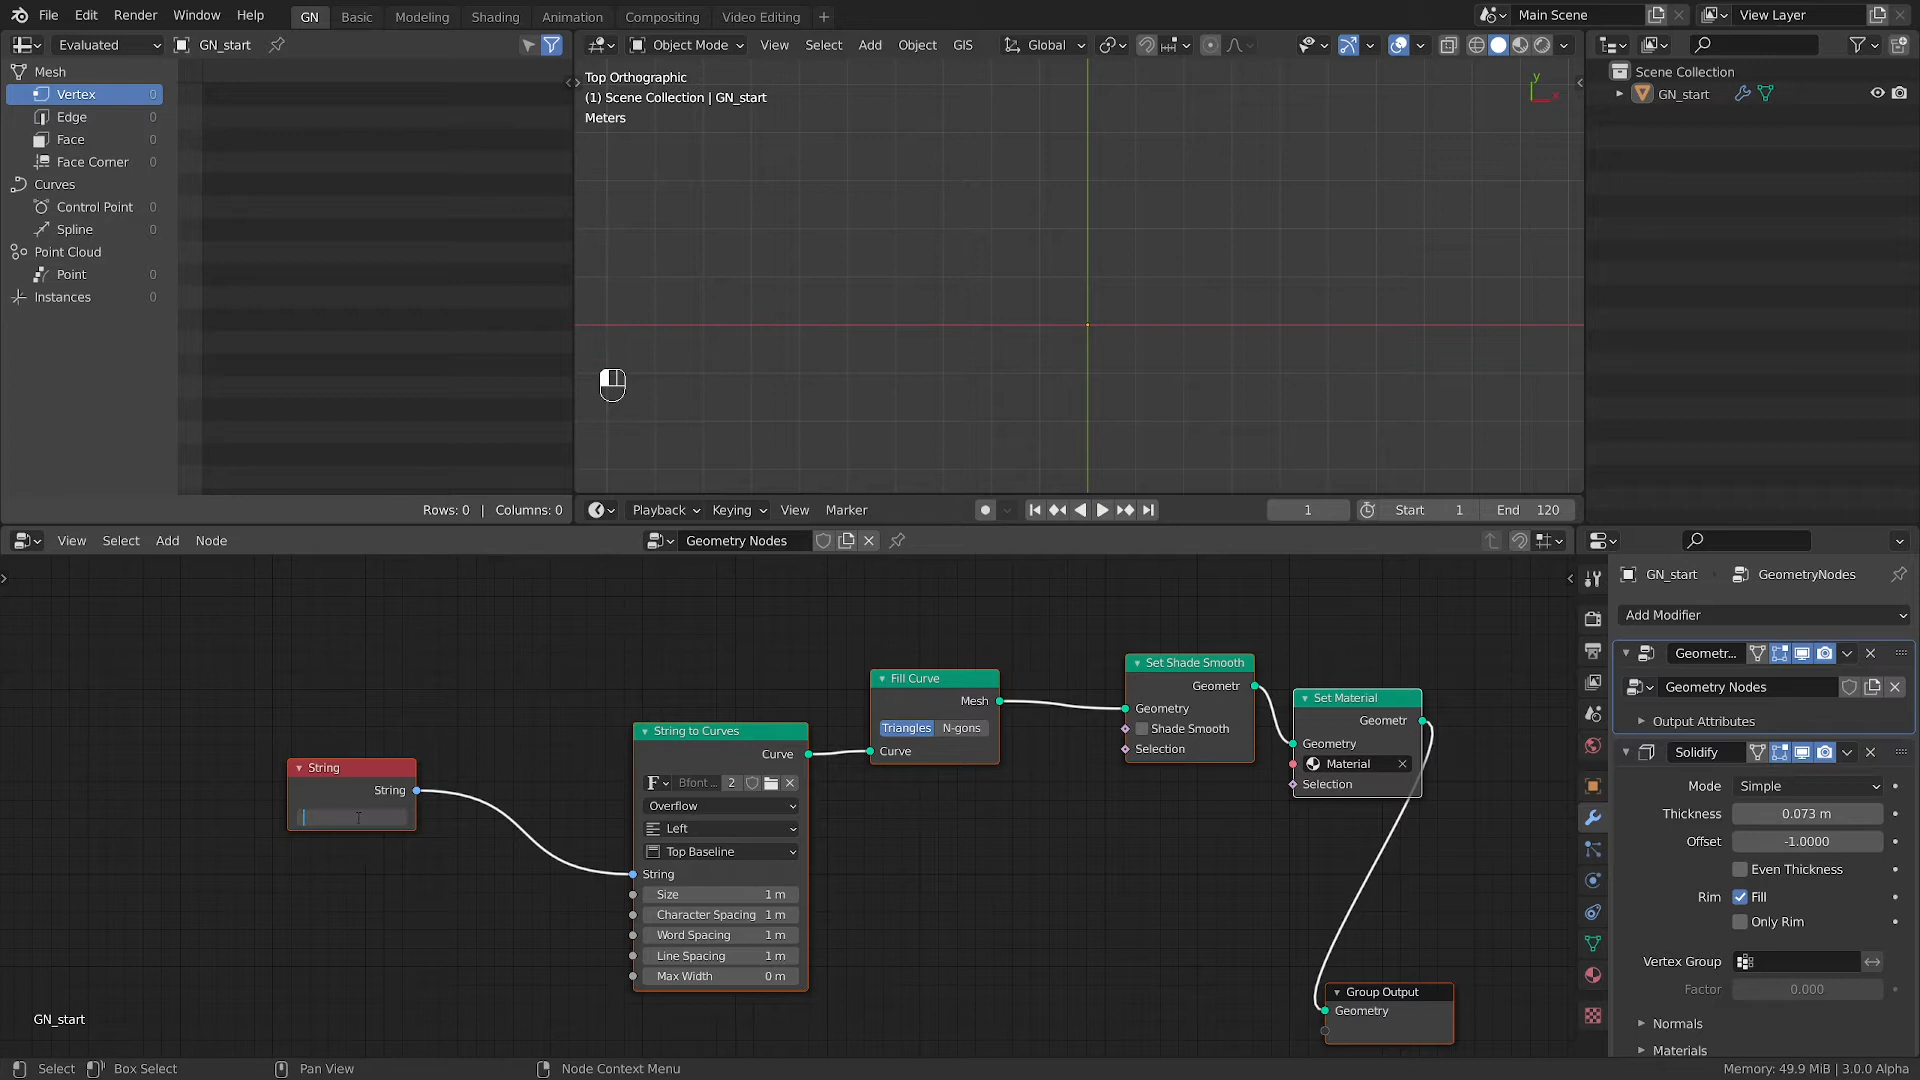 File Edit Render Window Help GN Basic Modeling Shading Animation Compositing Video Editing + Main Scene View Layer
Evaluated GN_start Object Mode View Select Add Object GIS Global
Mesh
Vertex 0
Edge 0
Face 0
Face Corner 0
Curves
Control Point 0
Spline 0
Point Cloud
Point 0
Instances 0
Rows: 0 | Columns: 0
Top Orthographic
(1) Scene Collection | GN_start
Meters
y
x
Scene Collection
GN_start
Playback Keying View Marker 1 Start 1 End 120
View Select Add Node Geometry Nodes
String
String
String to Curves
Curve
F Bfont ... 2
Overflow
Left
Top Baseline
String
Size 1 m
Character Spacing 1 m
Word Spacing 1 m
Line Spacing 1 m
Max Width 0 m
Fill Curve
Mesh
Triangles N-gons
Curve
Set Shade Smooth
Geometr
Geometry
Shade Smooth
Selection
Set Material
Geometr
Geometry
Material
Selection
Group Output
Geometry
GN_start
GN_start GeometryNodes
Add Modifier
Geometr...
Geometry Nodes
Output Attributes
Solidify
Mode Simple
Thickness 0.073 m
Offset -1.0000
Even Thickness
Rim Fill
Only Rim
Vertex Group
Factor 0.000
Normals
Materials
Select Box Select Pan View Node Context Menu Memory: 49.9 MiB | 3.0.0 Alpha